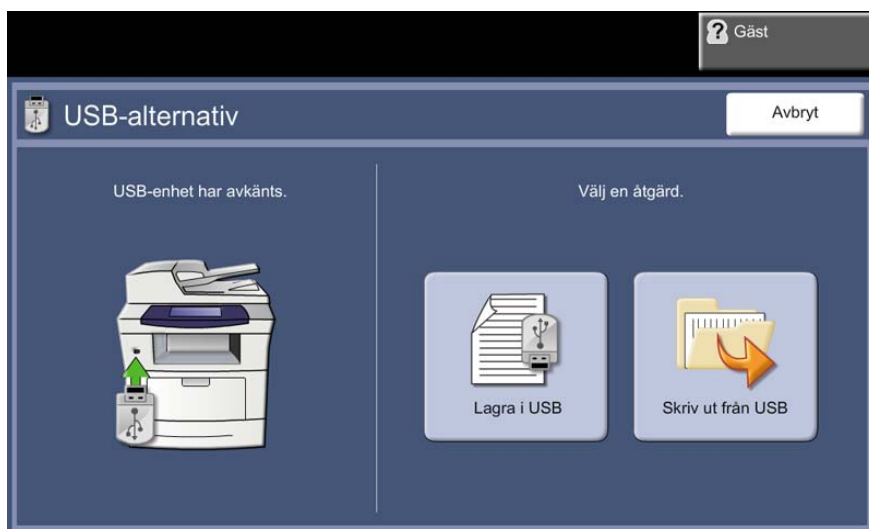 Gäst
USB-alternativ
Avbryt
USB-enhet har avkänts.
Välj en åtgärd.
Lagra i USB
Skriv ut från USB